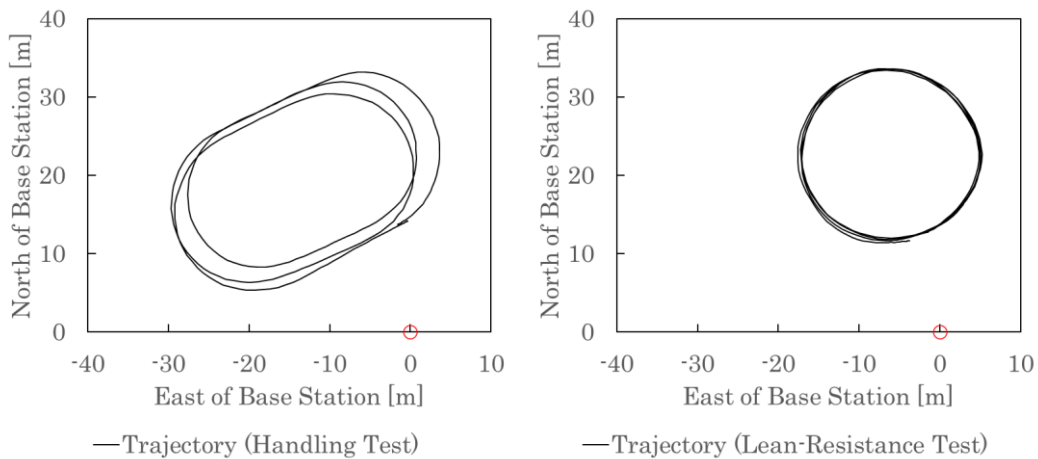 40
30
20
10
0
North of Base Station [m]
-40 -30 -20 -10 0 10
East of Base Station [m]
Trajectory (Handling Test)
40
30
20
10
0
North of Base Station [m]
-40 -30 -20 -10 0 10
East of Base Station [m]
Trajectory (Lean-Resistance Test)